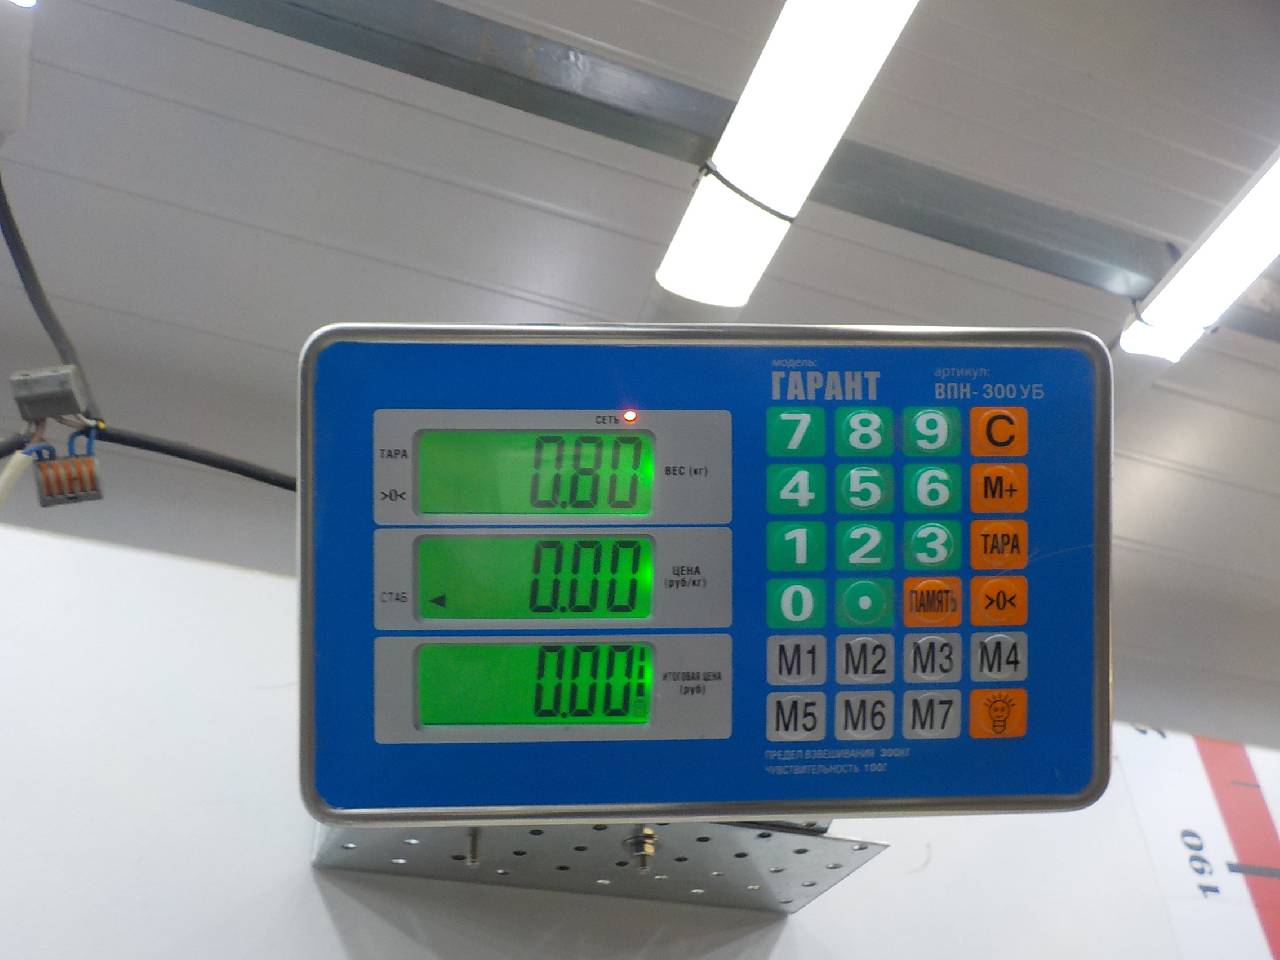 модель:
ГАРАНТ
артикул:
ВПН-300УБ
СЕТЬ
ТАРА
>0<
0.80
ВЕС (кг)
СТАБ
0.00
ЦЕНА
(руб/кг)
0.00
ИТОГОВАЯ ЦЕНА
(руб)
7 8 9 C
4 5 6 M+
1 2 3 ТАРА
0 . ПАМЯТЬ >0<
M1 M2 M3 M4
M5 M6 M7
ПРЕДЕЛ ВЗВЕШИВАНИЯ 300КГ
ЧУВСТВИТЕЛЬНОСТЬ 100Г
190